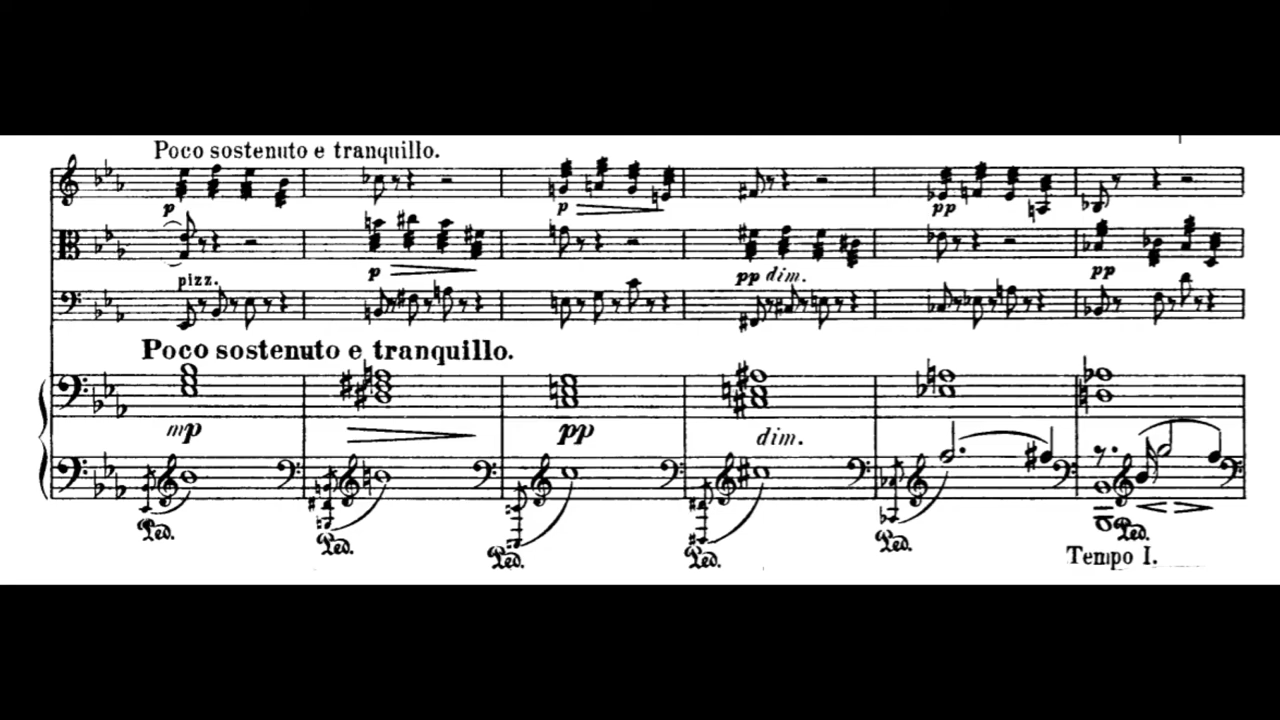 Poco sostenuto e tranquillo.
p
p
pp
pp
p
pp dim.
pizz.
Poco sostenuto e tranquillo.
mp
pp
dim.
Ped.
Ped.
Ped.
Ped.
Ped.
Ped.
Tempo I.